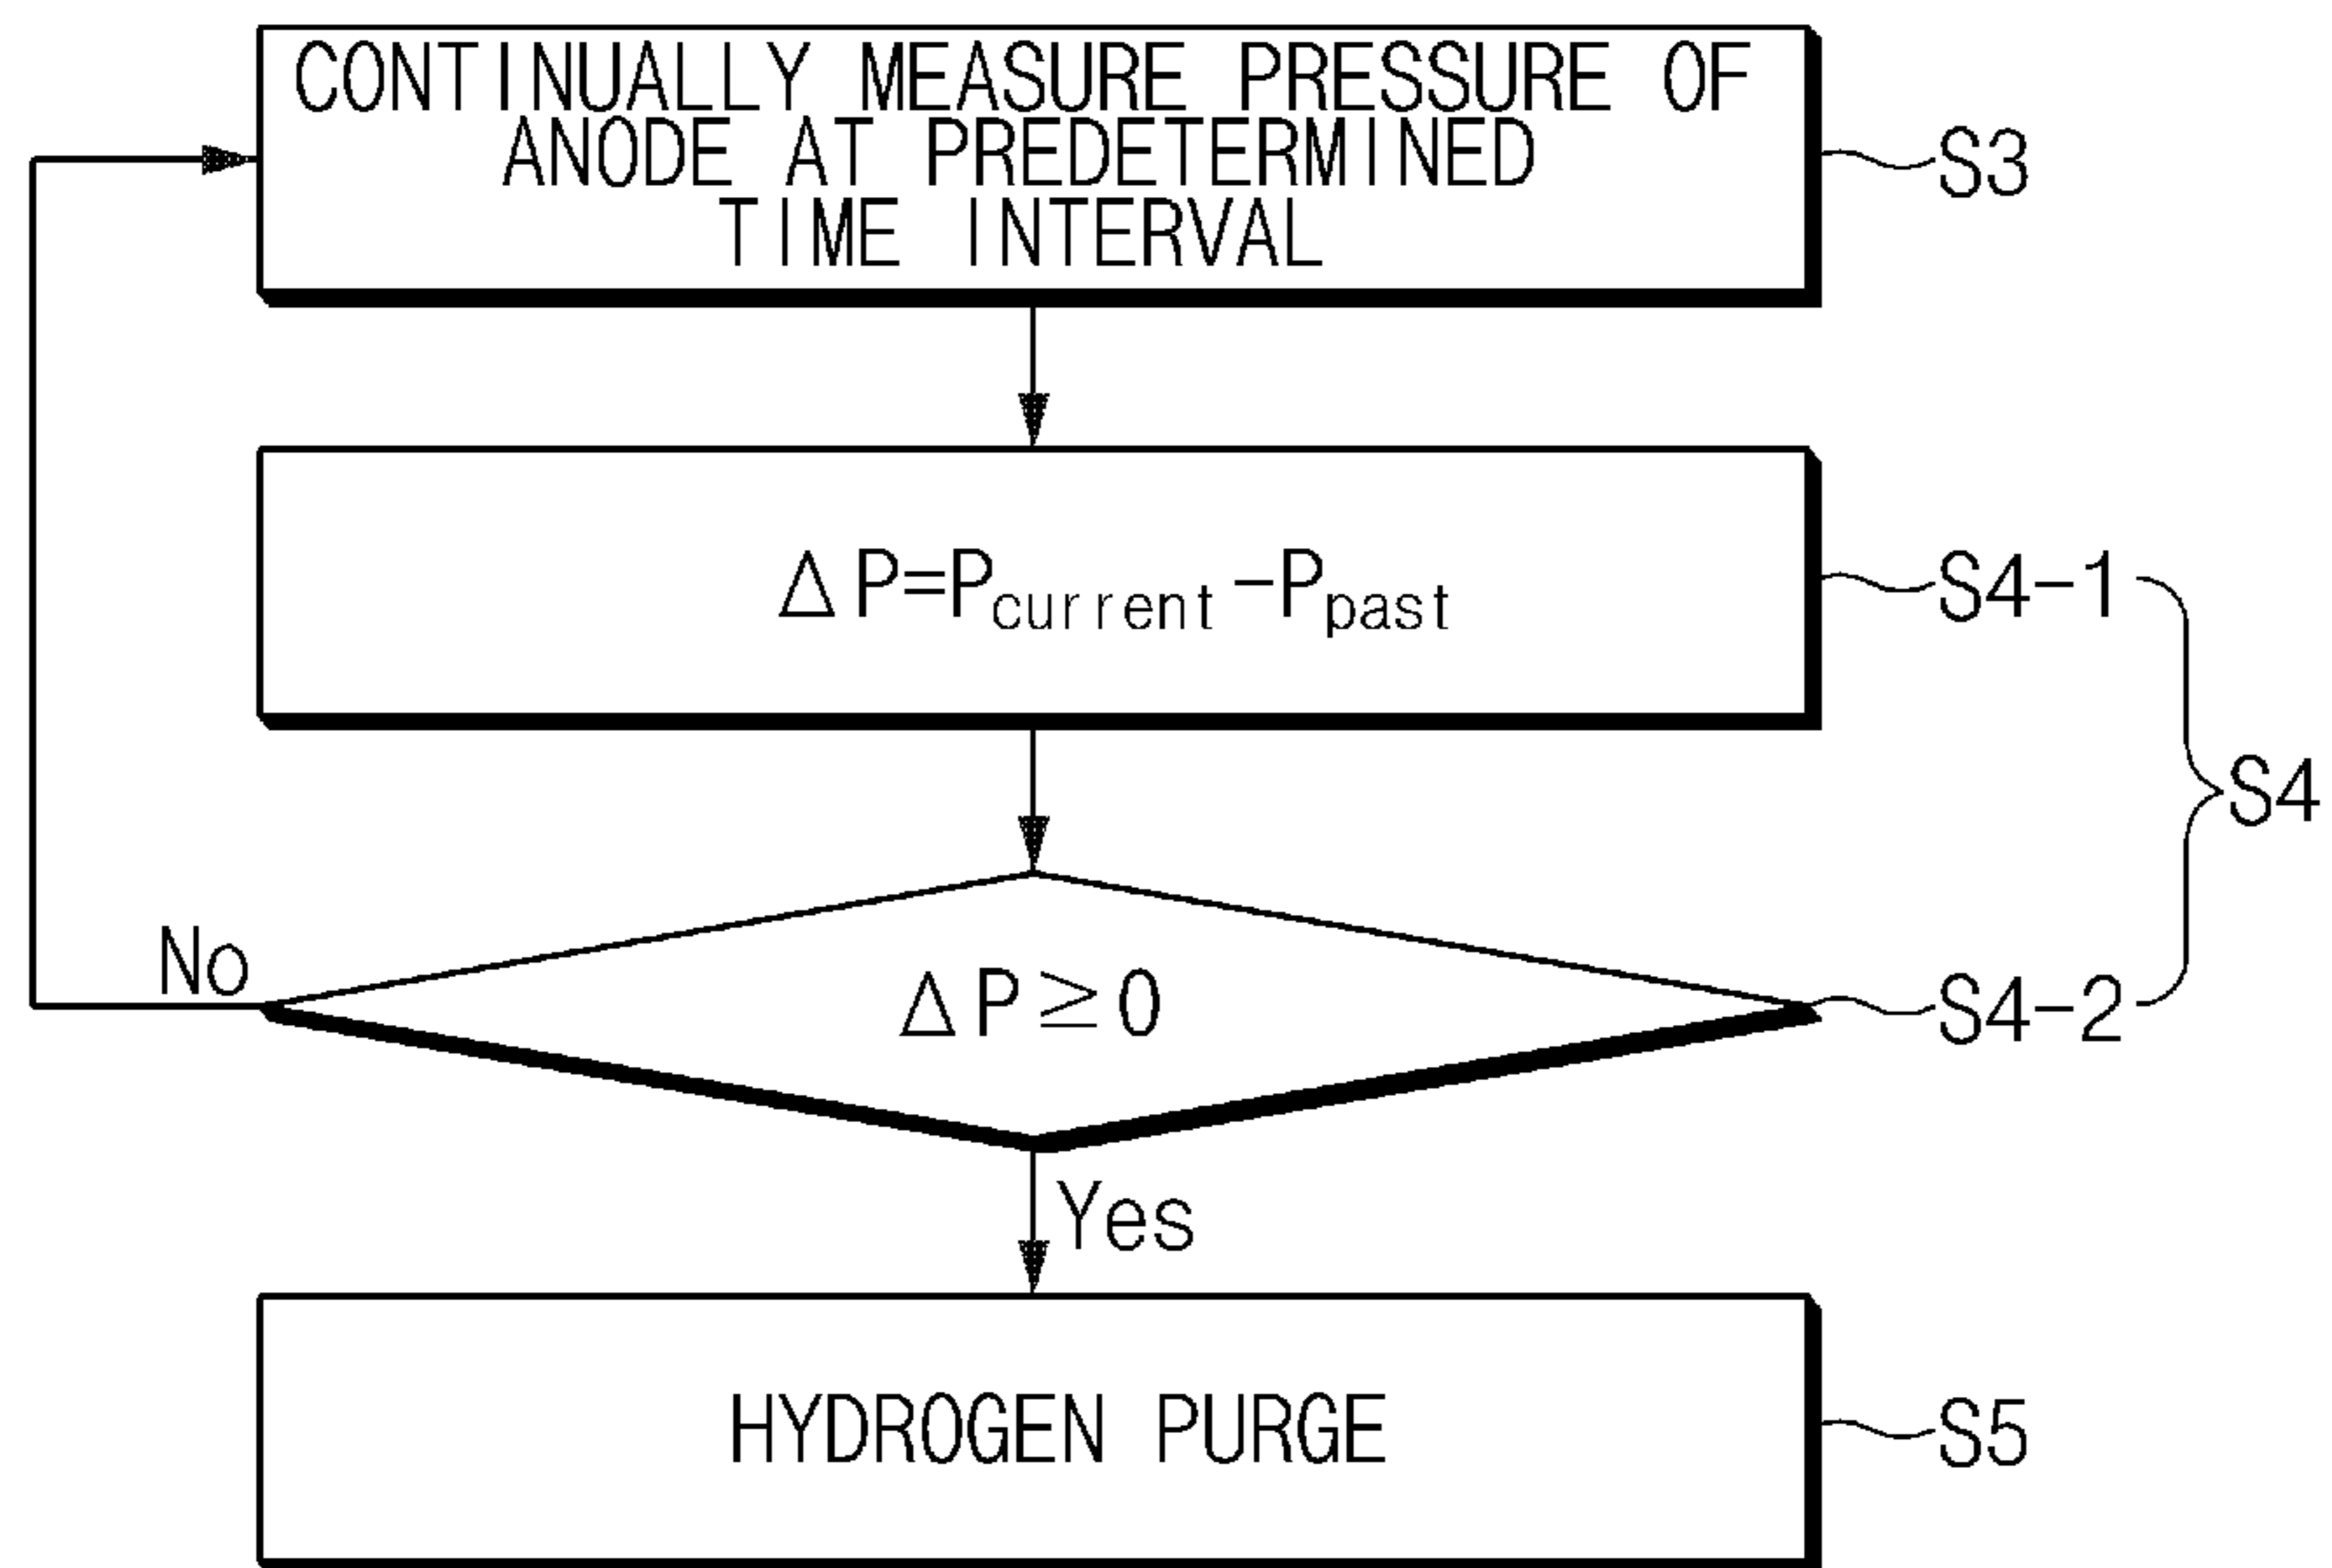 CONTINUALLY MEASURE PRESSURE OF
ANODE AT PREDETERMINED
TIME INTERVAL
S3
ΔP=Pcurrent-Ppast
S4-1
S4
No
ΔP≥0
S4-2
Yes
HYDROGEN PURGE
S5